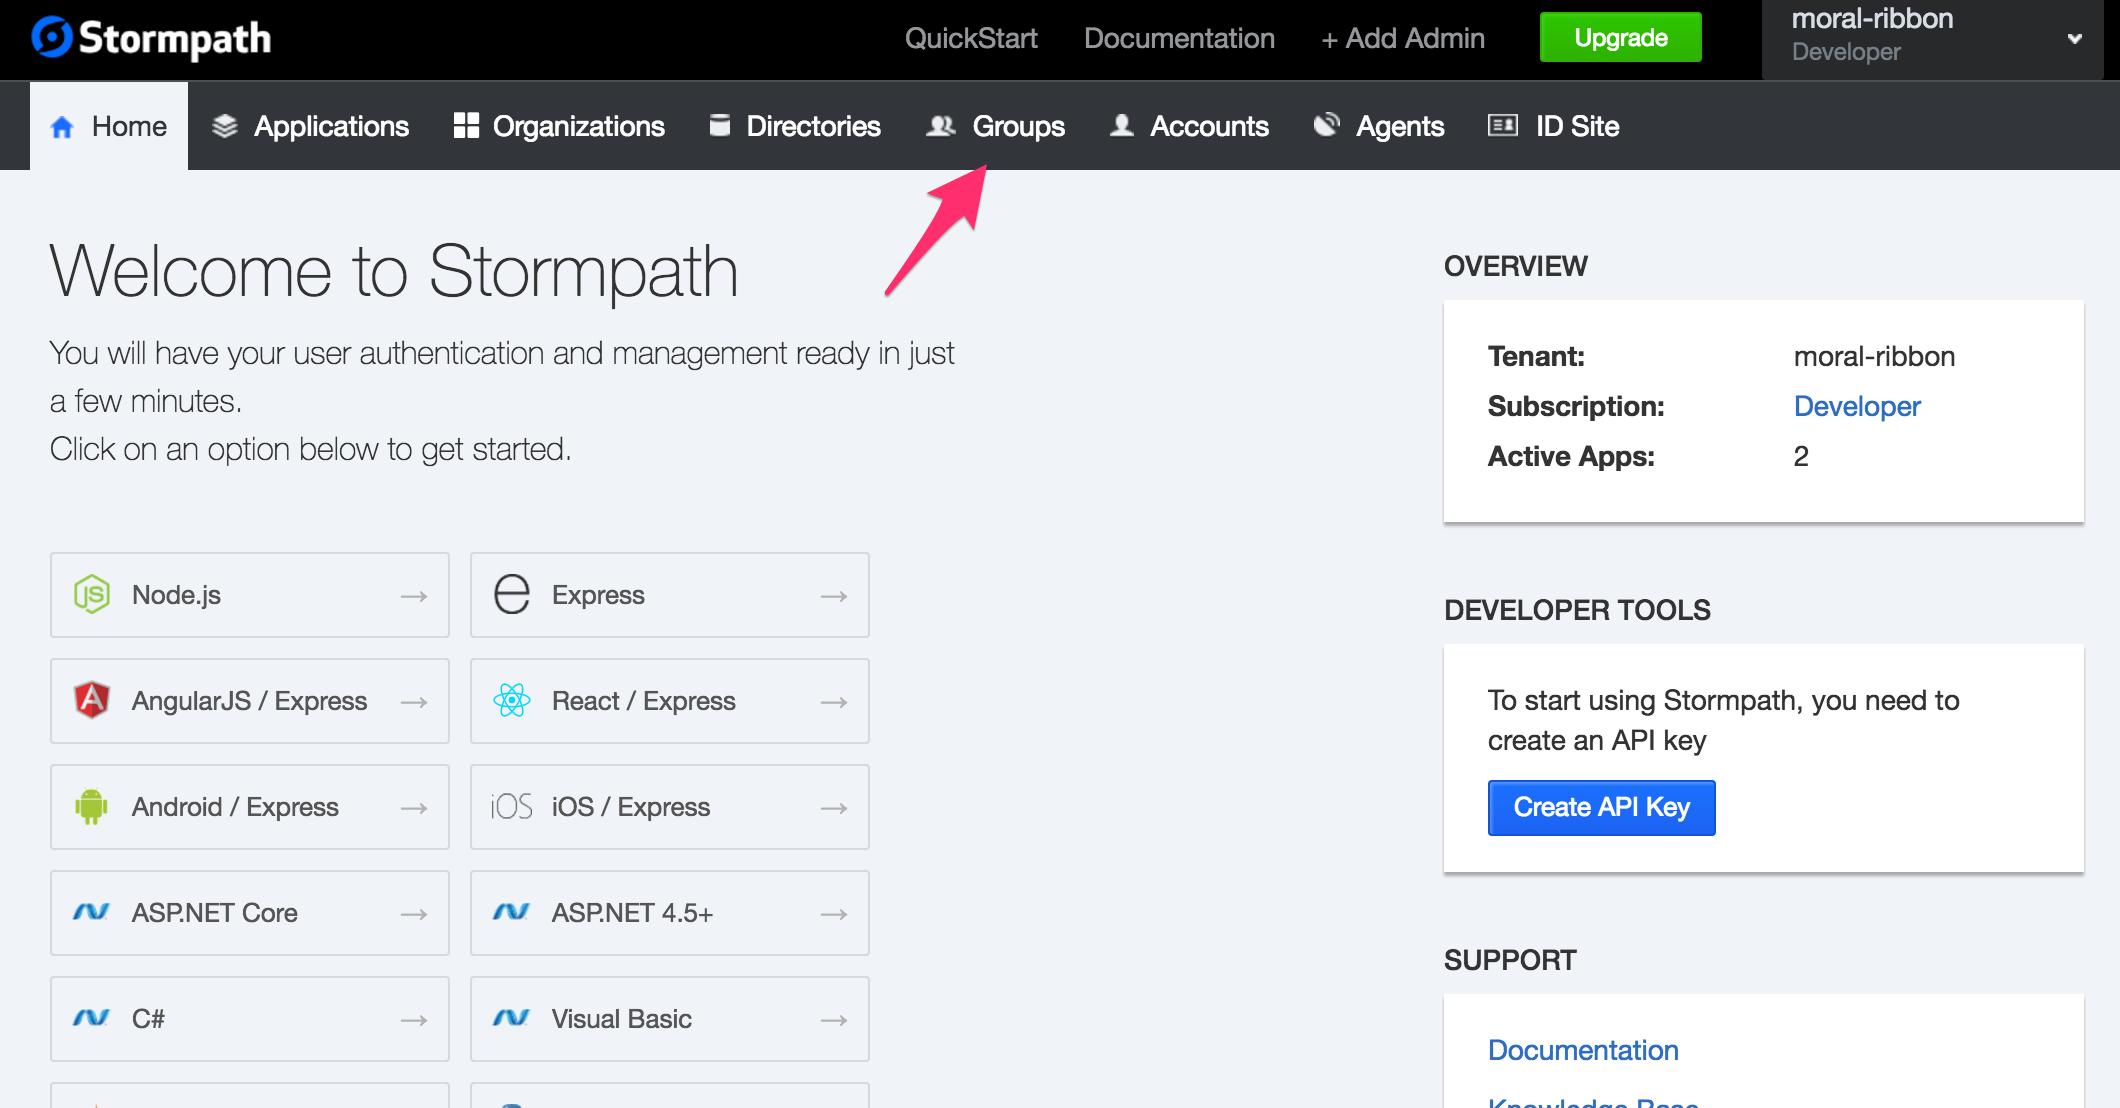 Stormpath
QuickStart
Documentation
+ Add Admin
Upgrade
moral-ribbon
Developer
Home
Applications
Organizations
Directories
Groups
Accounts
Agents
ID Site
Welcome to Stormpath
You will have your user authentication and management ready in just
a few minutes.
Click on an option below to get started.
JS
Node.js
Express
A
AngularJS / Express
React / Express
Android / Express
iOS
iOS / Express
ASP.NET Core
ASP.NET 4.5+
C#
Visual Basic
OVERVIEW
Tenant: moral-ribbon
Subscription: Developer
Active Apps: 2
DEVELOPER TOOLS
To start using Stormpath, you need to
create an API key
Create API Key
SUPPORT
Documentation
Knowledge Base